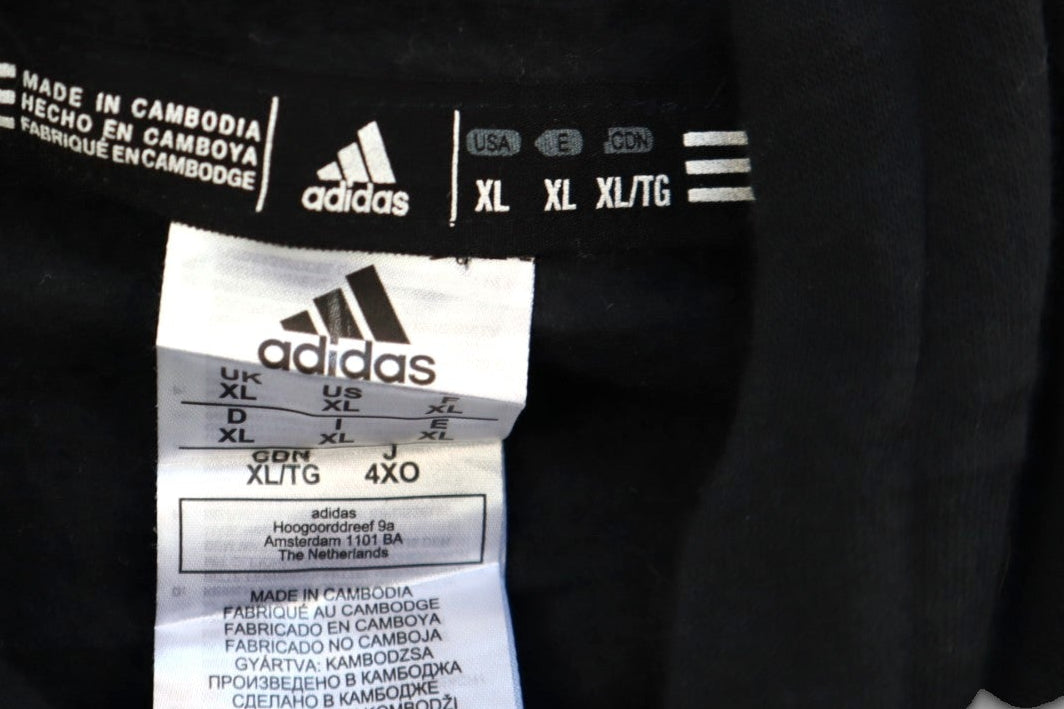 MADE IN CAMBODIA
HECHO EN CAMBOYA
FABRIQUÉ EN CAMBODGE
adidas
USA E CDN
XL XL XL/TG
adidas
UK US F
XL XL XL
D I E
XL XL XL
CDN J
XL/TG 4XO
adidas
Hoogoorddreef 9a
Amsterdam 1101 BA
The Netherlands
MADE IN CAMBODIA
FABRIQUÉ AU CAMBODGE
FABRICADO EN CAMBOYA
FABRICADO NO CAMBOJA
GYÁRTVA: KAMBODZSA
ПРОИЗВЕДЕНО В КАМБОДЖА
СДЕЛАНО В КАМБОДЖЕ